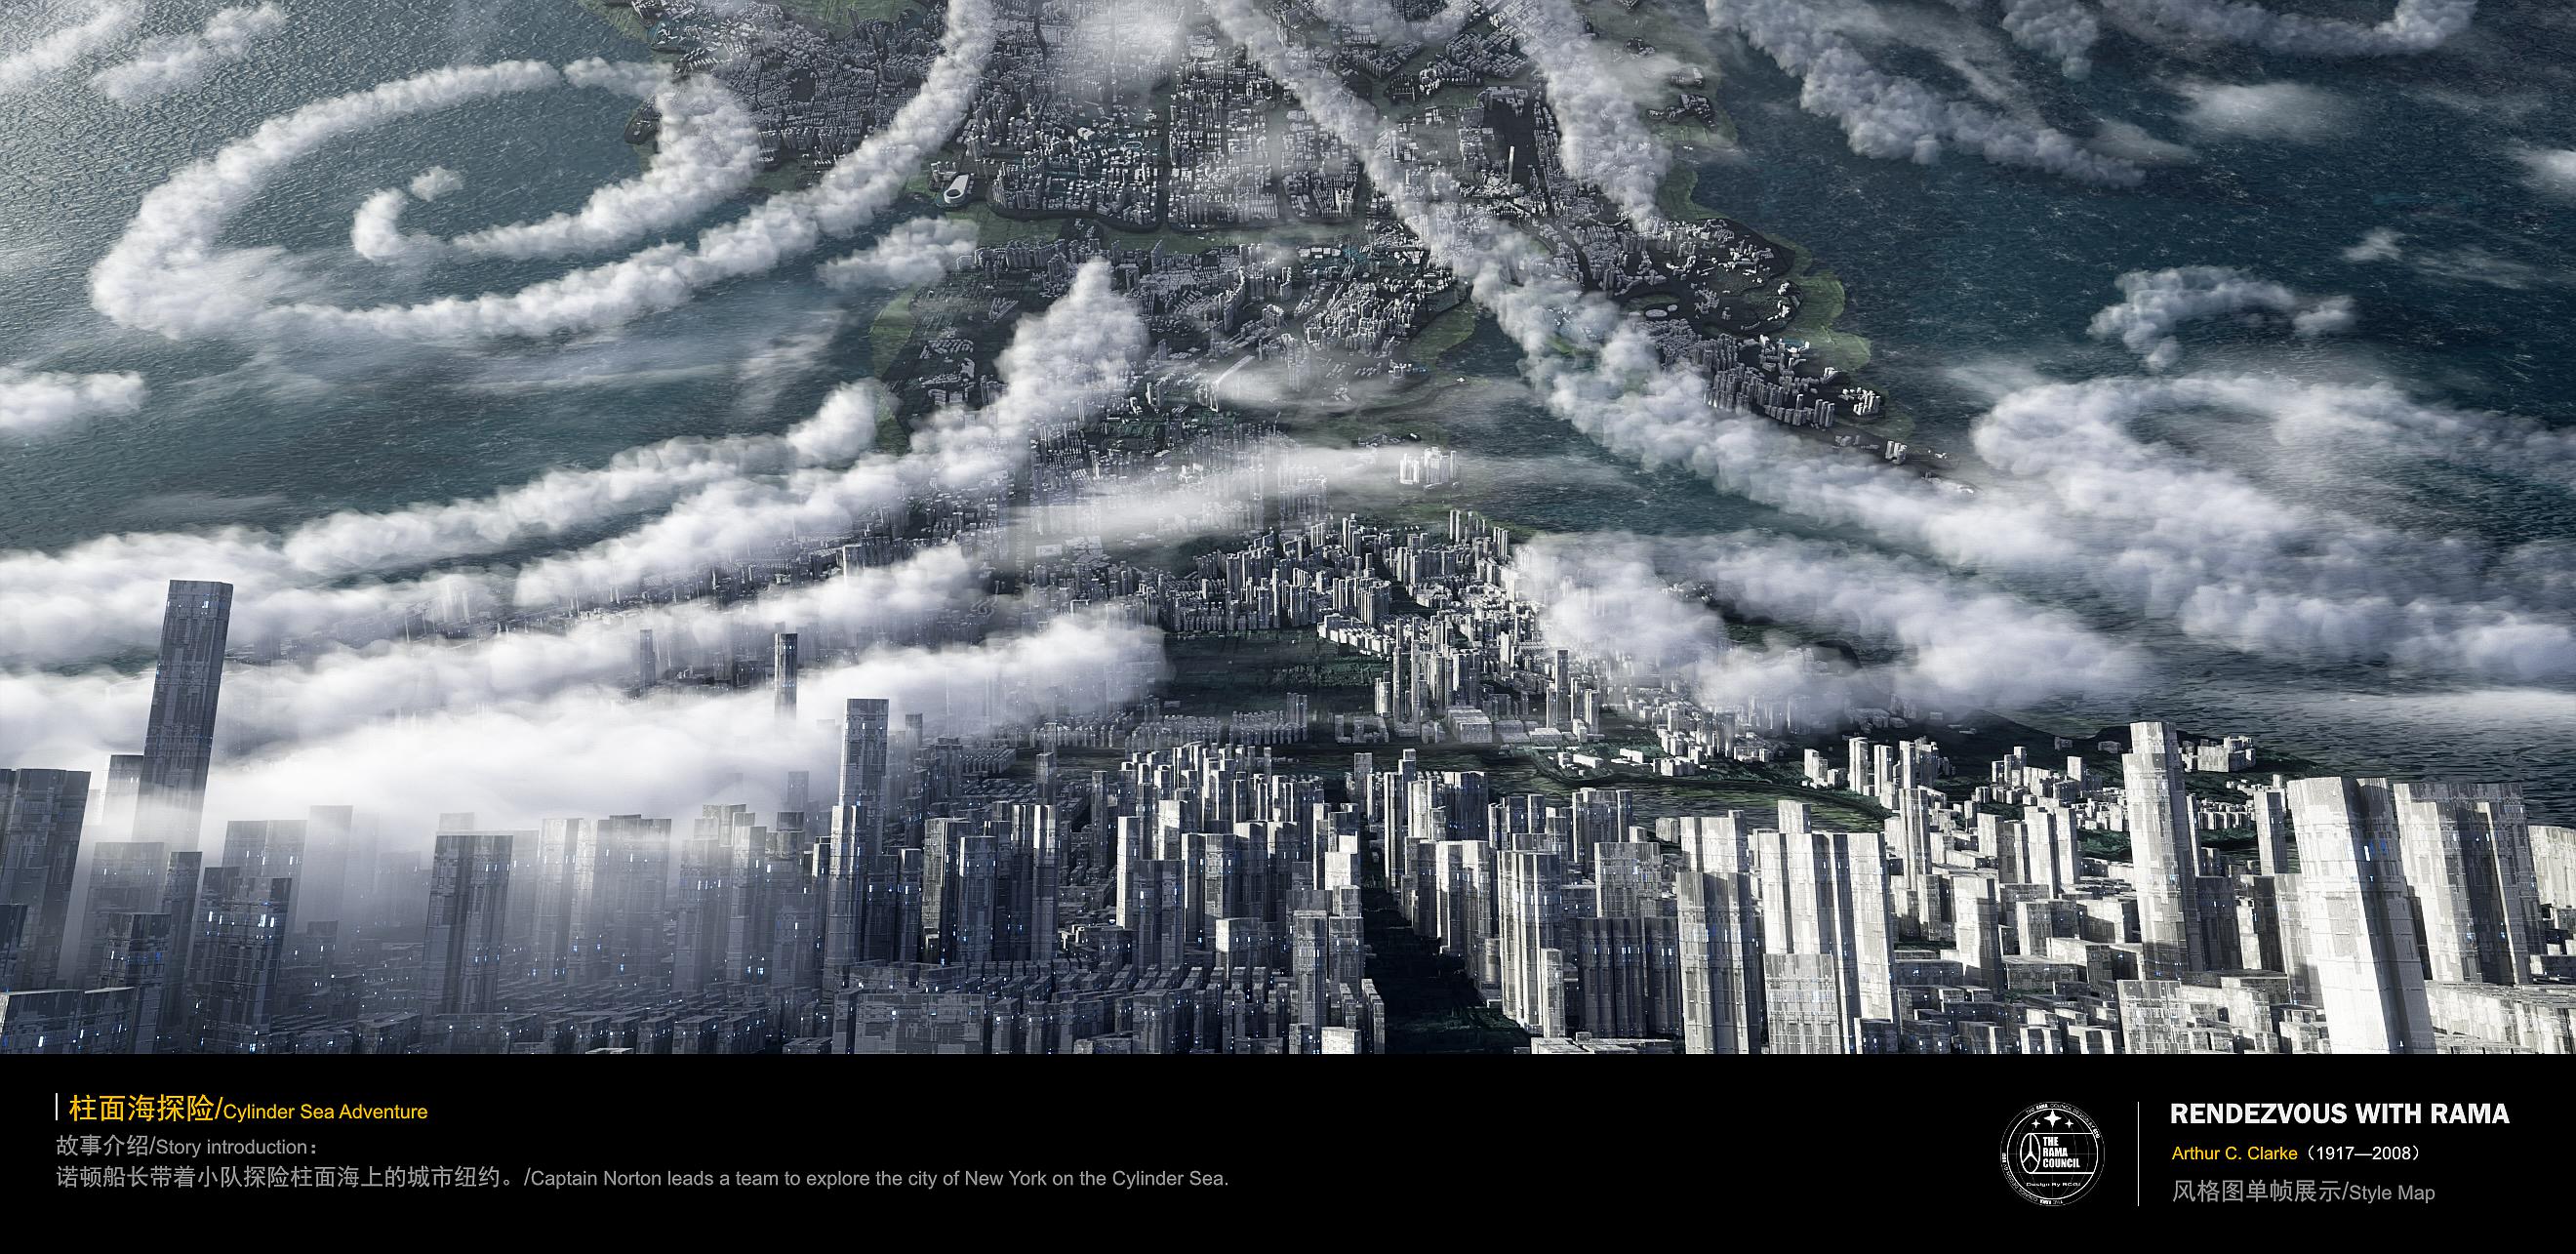 柱面海探险/Cylinder Sea Adventure
故事介绍/Story introduction：
诺顿船长带着小队探险柱面海上的城市纽约。/Captain Norton leads a team to explore the city of New York on the Cylinder Sea.
THE
RAMA
COUNCIL
RENDEZVOUS WITH RAMA
Arthur C. Clarke（1917—2008）
风格图单帧展示/Style Map